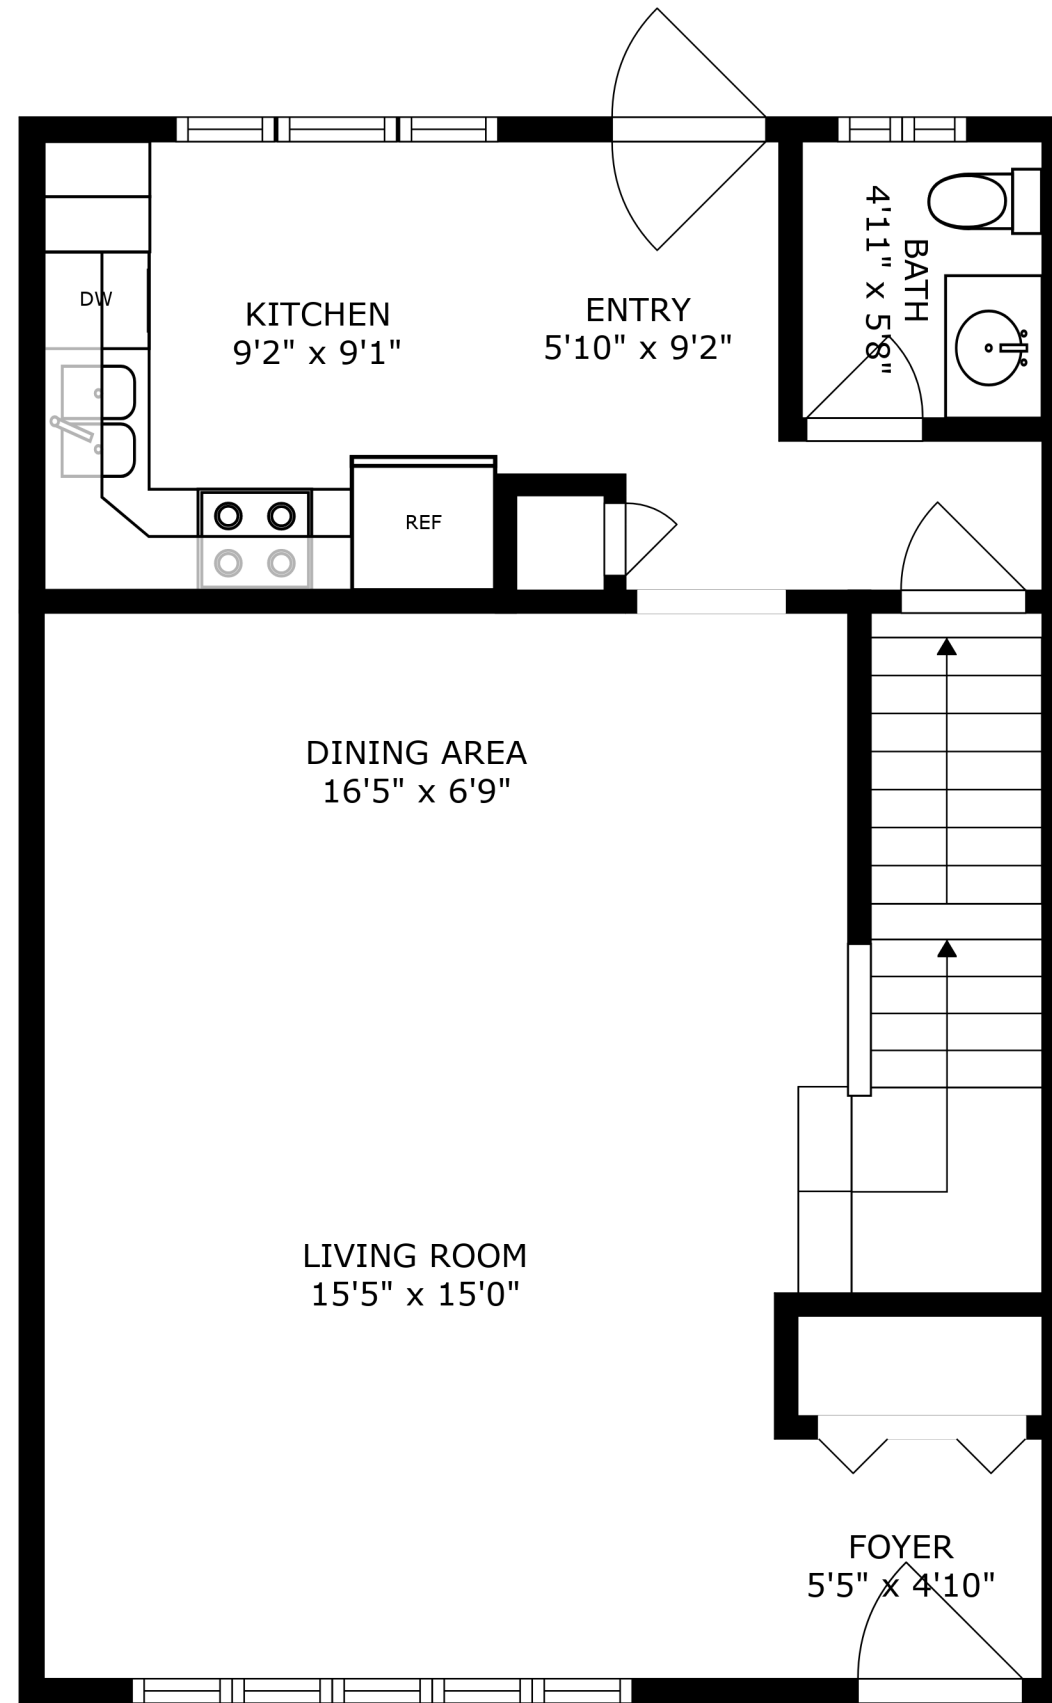 BATH
4'11" x 5'8"
DW
KITCHEN
9'2" x 9'1"
ENTRY
5'10" x 9'2"
REF
DINING AREA
16'5" x 6'9"
LIVING ROOM
15'5" x 15'0"
FOYER
5'5" x 4'10"